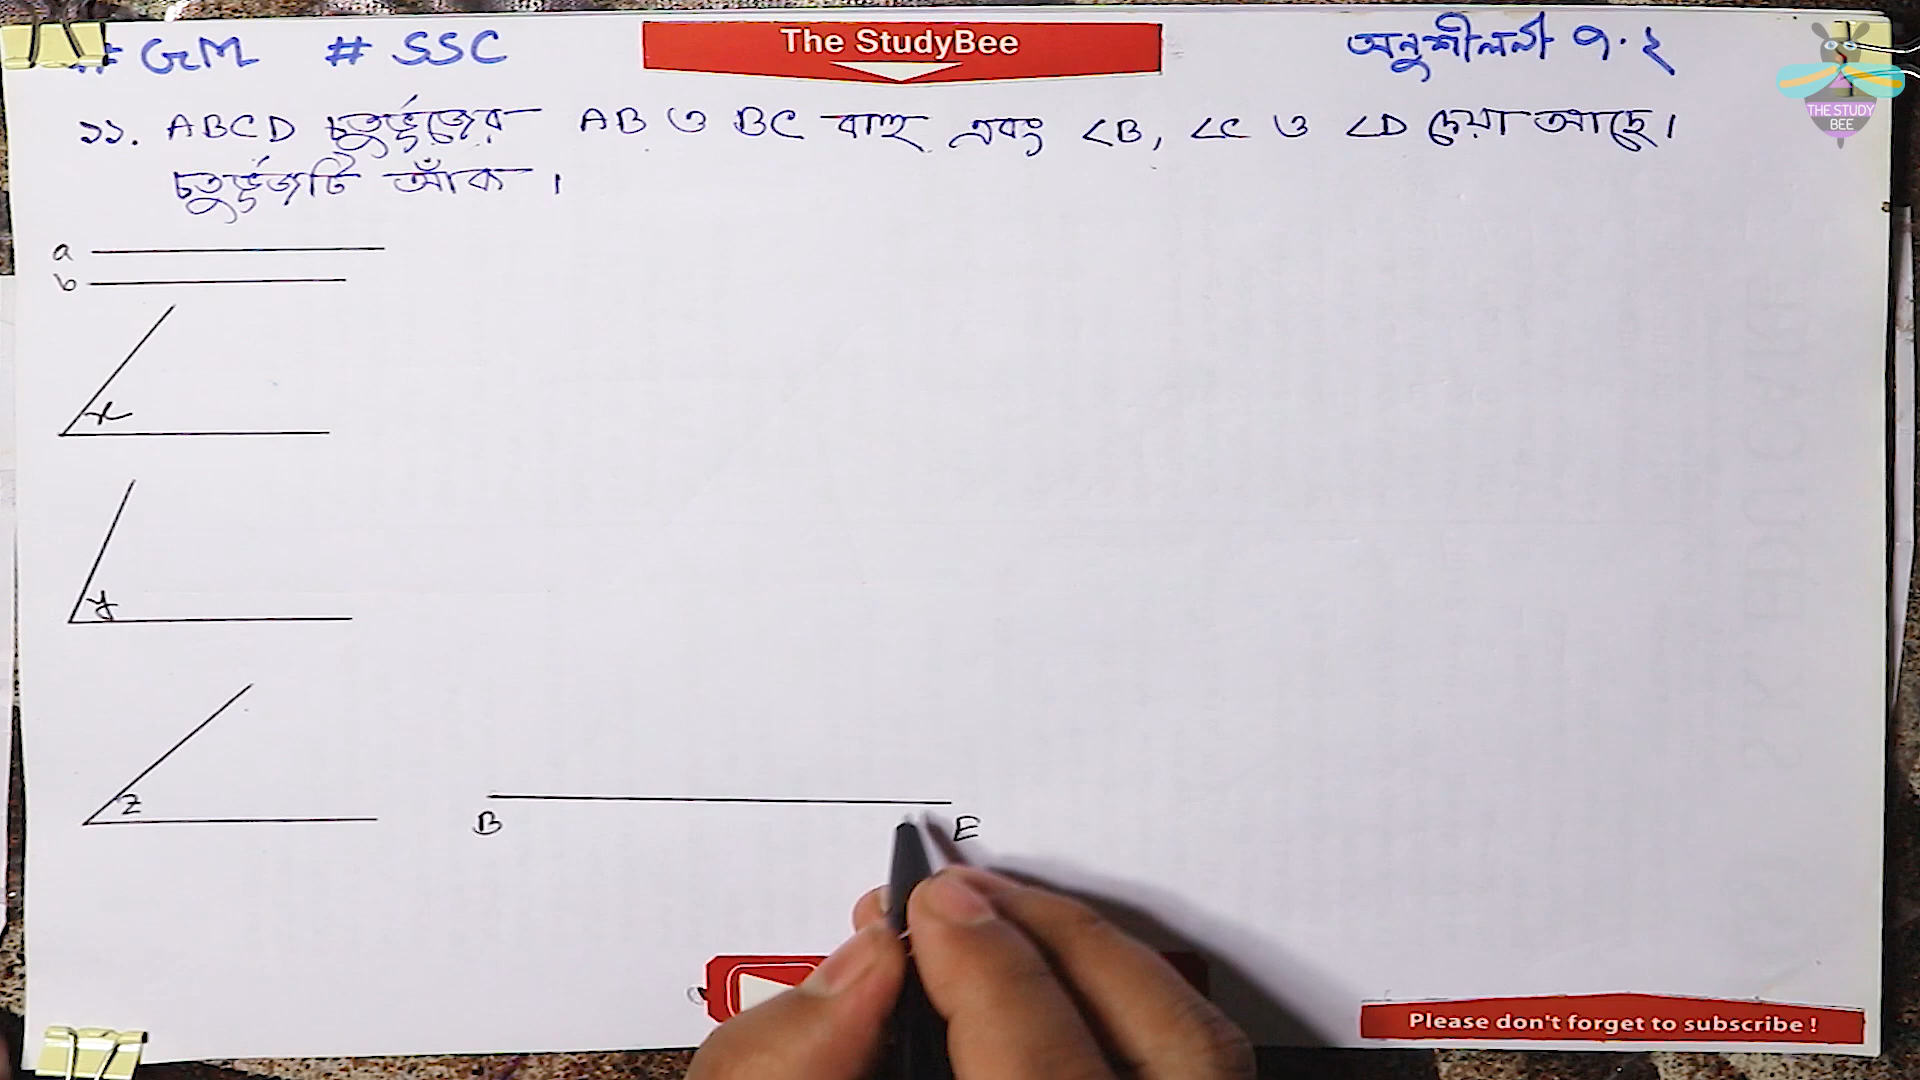 # GM # SSC
The StudyBee
অনুশীলনী ৭.২
THE STUDY
BEE
১১. ABCD চতুর্ভুজের AB ও BC বাহু এবং ∠B, ∠C ও ∠D দেয়া আছে।
চতুর্ভুজটি আঁক।
a
b
x
y
z
B
E
Please don't forget to subscribe !